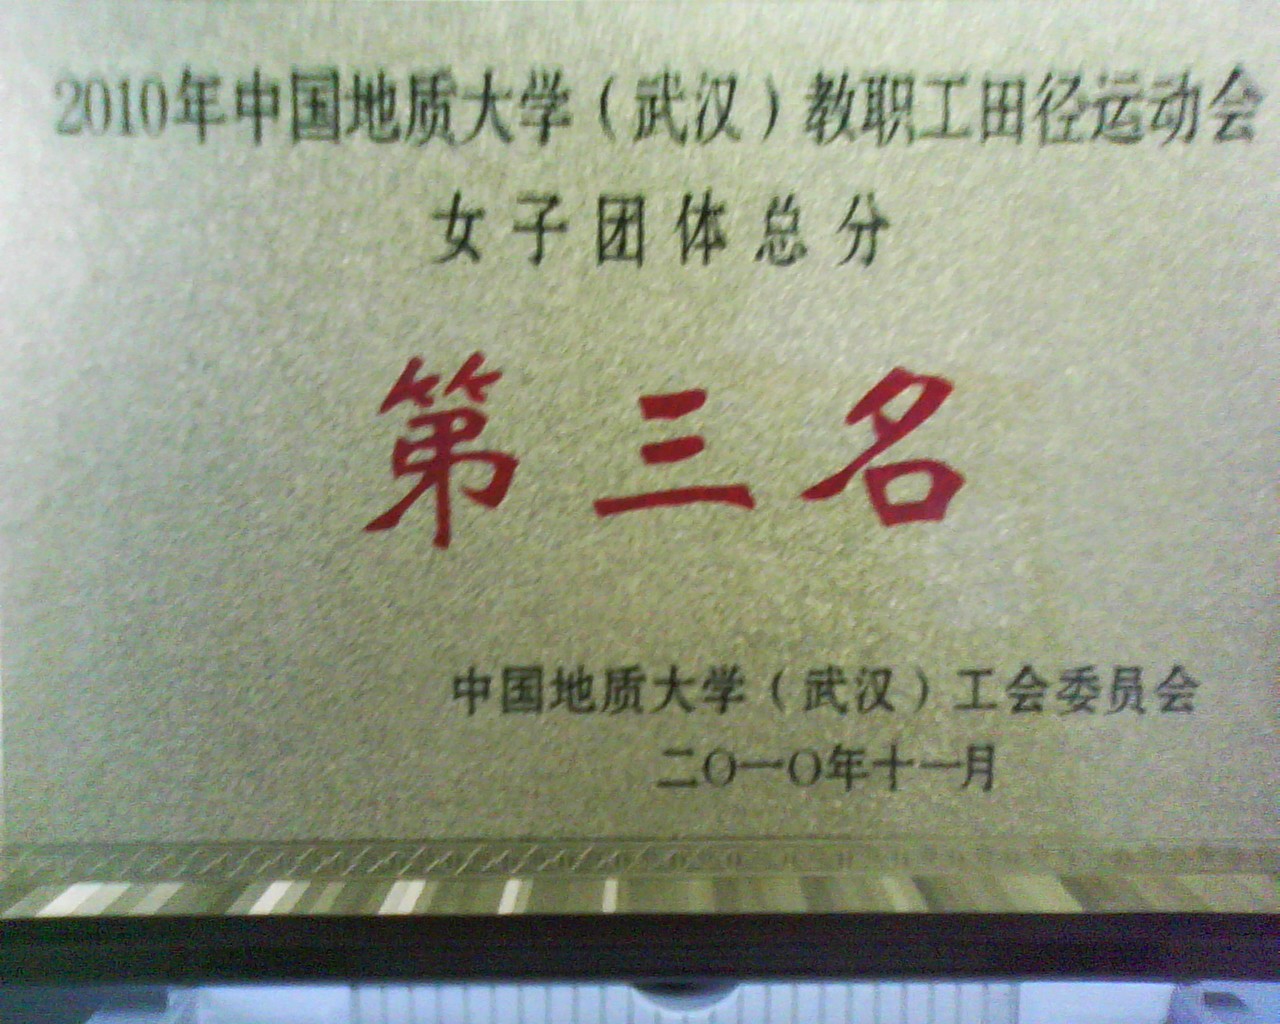 2010年中国地质大学（武汉）教职工田径运动会
女子团体总分
第三名
中国地质大学（武汉）工会委员会
二〇一〇年十一月